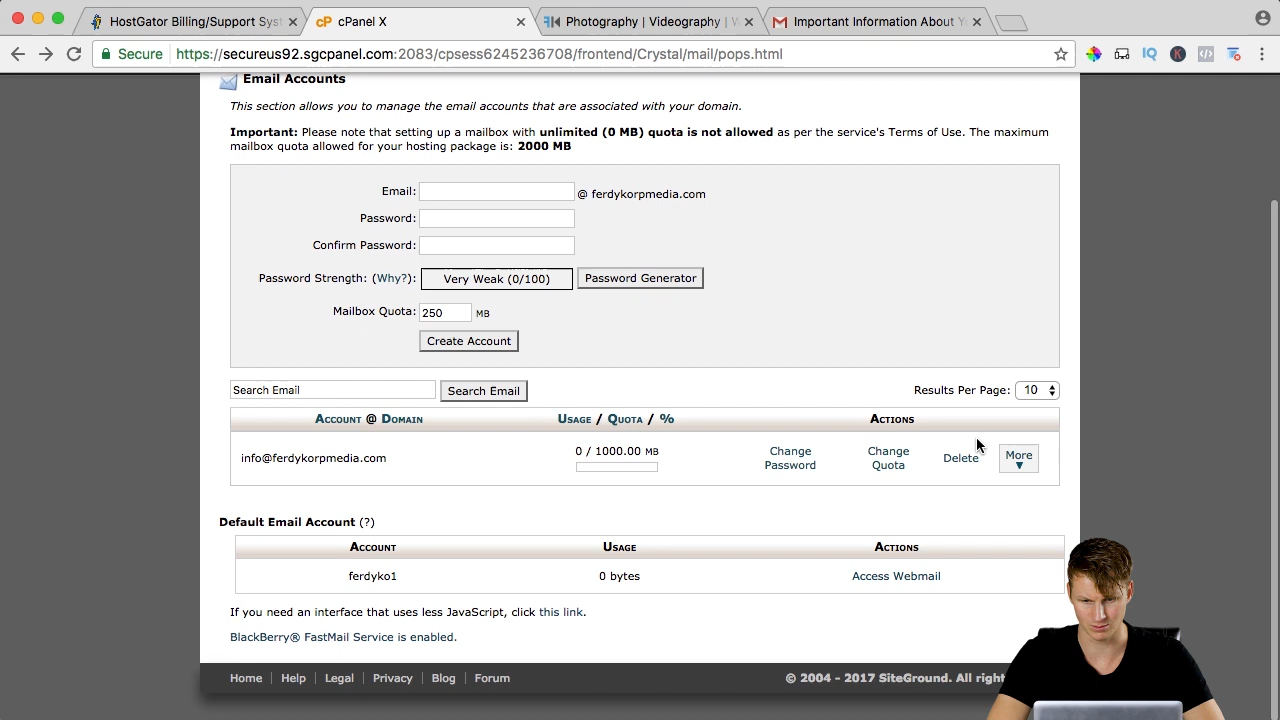 HostGator Billing/Support Sys
cPanel X
Photography | Videography | W
Important Information About Y
Secure https://secureus92.sgcpanel.com:2083/cpsess6245236708/frontend/Crystal/mail/pops.html
Email Accounts
This section allows you to manage the email accounts that are associated with your domain.
Important: Please note that setting up a mailbox with unlimited (0 MB) quota is not allowed as per the service's Terms of Use. The maximum
mailbox quota allowed for your hosting package is: 2000 MB
Email: @ ferdykorpmedia.com
Password:
Confirm Password:
Password Strength: (Why?): Very Weak (0/100) Password Generator
Mailbox Quota: 250 MB
Create Account
Search Email Search Email Results Per Page: 10
Account @ Domain Usage / Quota / % Actions
info@ferdykorpmedia.com 0 / 1000.00 MB Change Password Change Quota Delete More ▼
Default Email Account (?)
Account Usage Actions
ferdyko1 0 bytes Access Webmail
If you need an interface that uses less JavaScript, click this link.
BlackBerry® FastMail Service is enabled.
Home Help Legal Privacy Blog Forum © 2004 - 2017 SiteGround. All right